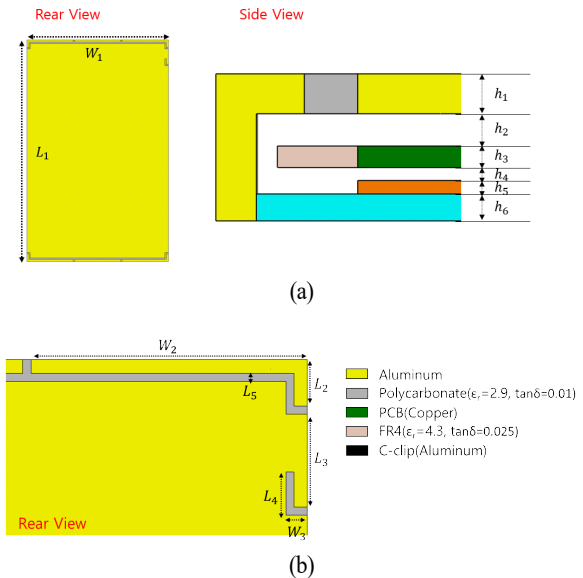 Rear View
Side View
W₁
L₁
h₁
h₂
h₃
h₄
h₅
h₆
(a)
W₂
L₅
L₂
L₃
L₄
W₃
Rear View
Aluminum
Polycarbonate(εᵣ=2.9, tanδ=0.01)
PCB(Copper)
FR4(εᵣ=4.3, tanδ=0.025)
C-clip(Aluminum)
(b)